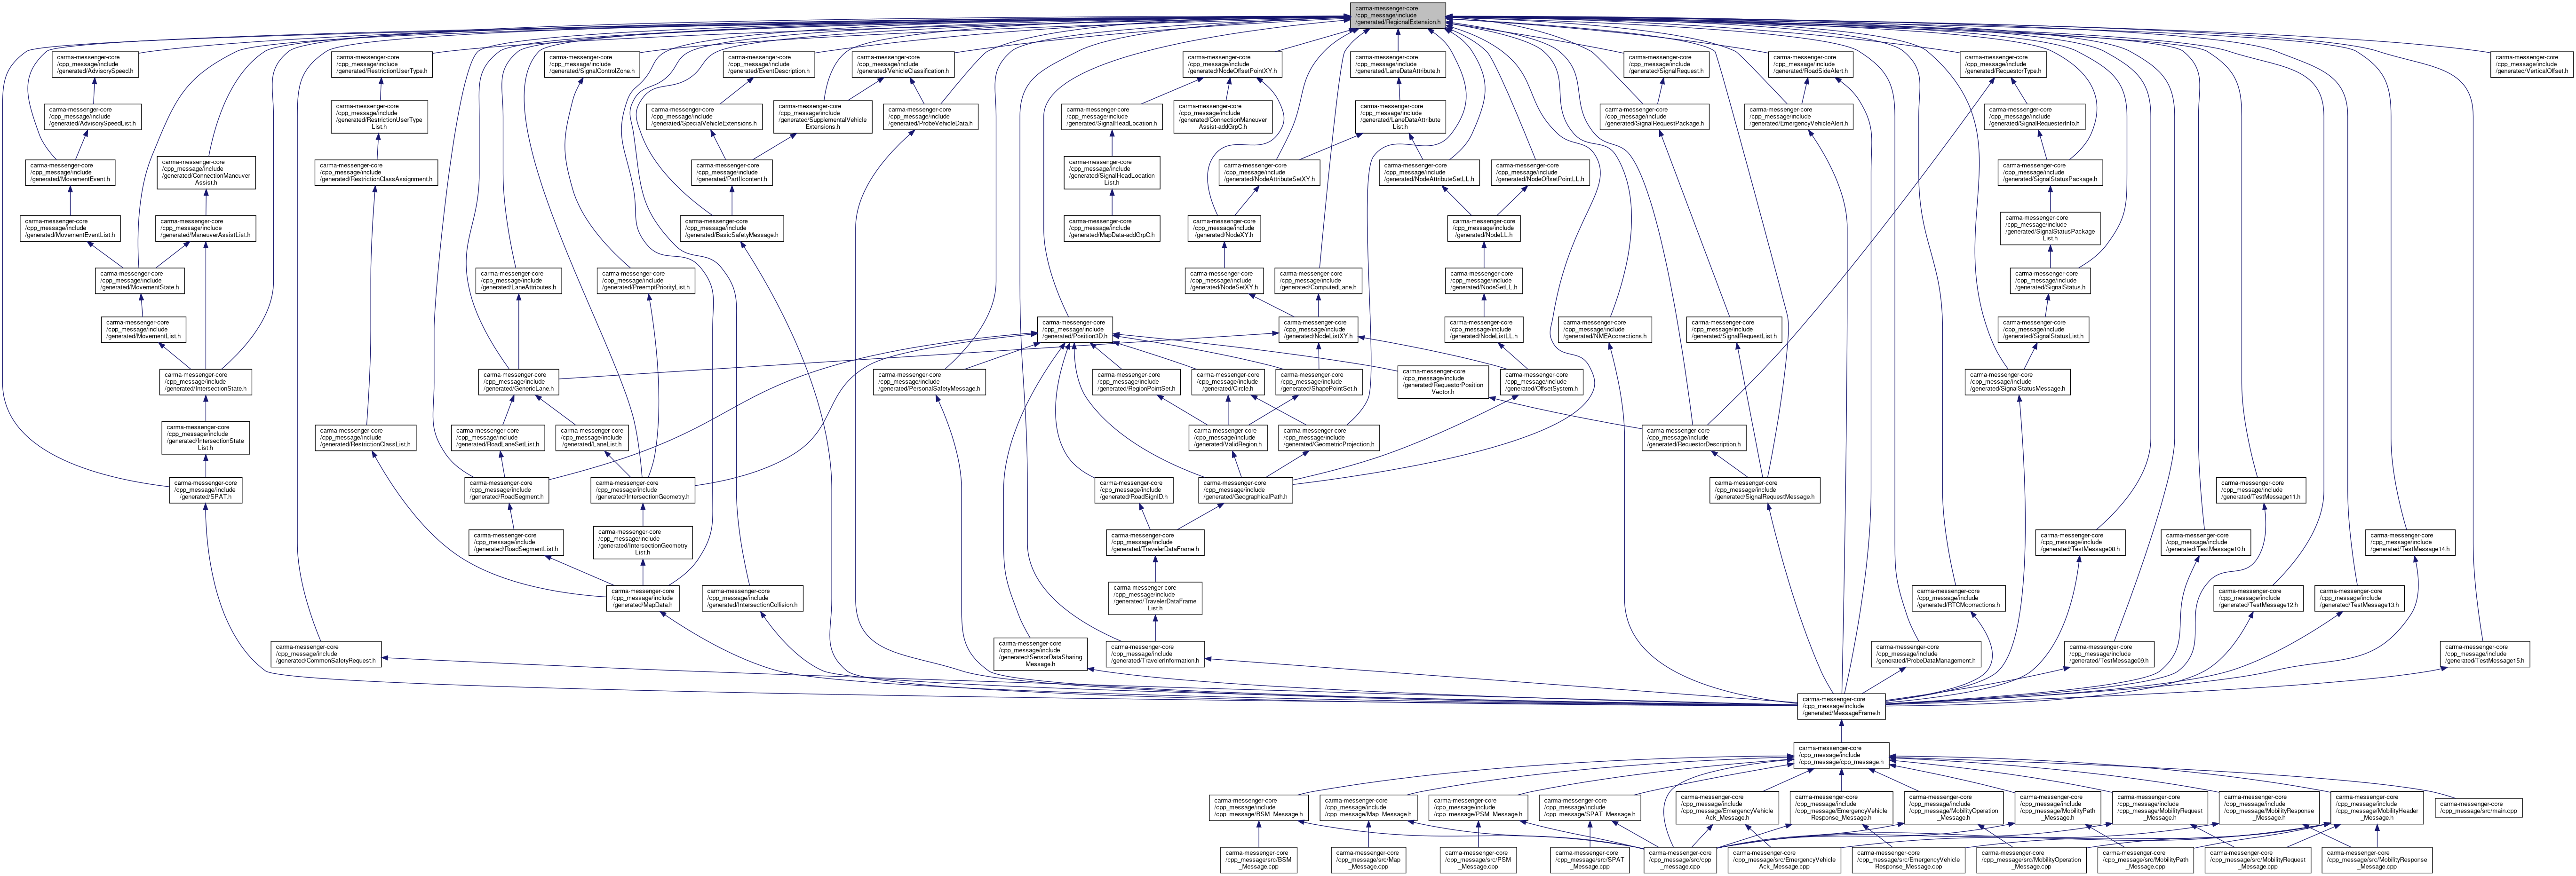 carma-messenger-core
/cpp_message/include
/generated/RegionalExtension.h
carma-messenger-core
/cpp_message/include
/generated/AdvisorySpeed.h
carma-messenger-core
/cpp_message/include
/generated/RestrictionUserType.h
carma-messenger-core
/cpp_message/include
/generated/SignalControlZone.h
carma-messenger-core
/cpp_message/include
/generated/EventDescription.h
carma-messenger-core
/cpp_message/include
/generated/VehicleClassification.h
carma-messenger-core
/cpp_message/include
/generated/NodeOffsetPointXY.h
carma-messenger-core
/cpp_message/include
/generated/LaneDataAttribute.h
carma-messenger-core
/cpp_message/include
/generated/SignalRequest.h
carma-messenger-core
/cpp_message/include
/generated/RoadSideAlert.h
carma-messenger-core
/cpp_message/include
/generated/RequestorType.h
carma-messenger-core
/cpp_message/include
/generated/VerticalOffset.h
carma-messenger-core
/cpp_message/include
/generated/AdvisorySpeedList.h
carma-messenger-core
/cpp_message/include
/generated/RestrictionUserType
List.h
carma-messenger-core
/cpp_message/include
/generated/SpecialVehicleExtensions.h
carma-messenger-core
/cpp_message/include
/generated/SupplementalVehicle
Extensions.h
carma-messenger-core
/cpp_message/include
/generated/ProbeVehicleData.h
carma-messenger-core
/cpp_message/include
/generated/SignalHeadLocation.h
carma-messenger-core
/cpp_message/include
/generated/ConnectionManeuver
Assist-addGrpC.h
carma-messenger-core
/cpp_message/include
/generated/LaneDataAttribute
List.h
carma-messenger-core
/cpp_message/include
/generated/SignalRequestPackage.h
carma-messenger-core
/cpp_message/include
/generated/EmergencyVehicleAlert.h
carma-messenger-core
/cpp_message/include
/generated/SignalRequesterInfo.h
carma-messenger-core
/cpp_message/include
/generated/MovementEvent.h
carma-messenger-core
/cpp_message/include
/generated/ConnectionManeuver
Assist.h
carma-messenger-core
/cpp_message/include
/generated/RestrictionClassAssignment.h
carma-messenger-core
/cpp_message/include
/generated/PartIIcontent.h
carma-messenger-core
/cpp_message/include
/generated/SignalHeadLocation
List.h
carma-messenger-core
/cpp_message/include
/generated/NodeAttributeSetXY.h
carma-messenger-core
/cpp_message/include
/generated/NodeAttributeSetLL.h
carma-messenger-core
/cpp_message/include
/generated/NodeOffsetPointLL.h
carma-messenger-core
/cpp_message/include
/generated/SignalStatusPackage.h
carma-messenger-core
/cpp_message/include
/generated/MovementEventList.h
carma-messenger-core
/cpp_message/include
/generated/ManeuverAssistList.h
carma-messenger-core
/cpp_message/include
/generated/BasicSafetyMessage.h
carma-messenger-core
/cpp_message/include
/generated/MapData-addGrpC.h
carma-messenger-core
/cpp_message/include
/generated/NodeXY.h
carma-messenger-core
/cpp_message/include
/generated/NodeLL.h
carma-messenger-core
/cpp_message/include
/generated/SignalStatusPackage
List.h
carma-messenger-core
/cpp_message/include
/generated/MovementState.h
carma-messenger-core
/cpp_message/include
/generated/LaneAttributes.h
carma-messenger-core
/cpp_message/include
/generated/PreemptPriorityList.h
carma-messenger-core
/cpp_message/include
/generated/NodeSetXY.h
carma-messenger-core
/cpp_message/include
/generated/ComputedLane.h
carma-messenger-core
/cpp_message/include
/generated/NodeSetLL.h
carma-messenger-core
/cpp_message/include
/generated/SignalStatus.h
carma-messenger-core
/cpp_message/include
/generated/MovementList.h
carma-messenger-core
/cpp_message/include
/generated/Position3D.h
carma-messenger-core
/cpp_message/include
/generated/NodeListXY.h
carma-messenger-core
/cpp_message/include
/generated/NodeListLL.h
carma-messenger-core
/cpp_message/include
/generated/NMEAcorrections.h
carma-messenger-core
/cpp_message/include
/generated/SignalRequestList.h
carma-messenger-core
/cpp_message/include
/generated/SignalStatusList.h
carma-messenger-core
/cpp_message/include
/generated/IntersectionState.h
carma-messenger-core
/cpp_message/include
/generated/GenericLane.h
carma-messenger-core
/cpp_message/include
/generated/PersonalSafetyMessage.h
carma-messenger-core
/cpp_message/include
/generated/RegionPointSet.h
carma-messenger-core
/cpp_message/include
/generated/Circle.h
carma-messenger-core
/cpp_message/include
/generated/ShapePointSet.h
carma-messenger-core
/cpp_message/include
/generated/RequestorPosition
Vector.h
carma-messenger-core
/cpp_message/include
/generated/OffsetSystem.h
carma-messenger-core
/cpp_message/include
/generated/SignalStatusMessage.h
carma-messenger-core
/cpp_message/include
/generated/IntersectionState
List.h
carma-messenger-core
/cpp_message/include
/generated/RestrictionClassList.h
carma-messenger-core
/cpp_message/include
/generated/RoadLaneSetList.h
carma-messenger-core
/cpp_message/include
/generated/LaneList.h
carma-messenger-core
/cpp_message/include
/generated/ValidRegion.h
carma-messenger-core
/cpp_message/include
/generated/GeometricProjection.h
carma-messenger-core
/cpp_message/include
/generated/RequestorDescription.h
carma-messenger-core
/cpp_message/include
/generated/SPAT.h
carma-messenger-core
/cpp_message/include
/generated/RoadSegment.h
carma-messenger-core
/cpp_message/include
/generated/IntersectionGeometry.h
carma-messenger-core
/cpp_message/include
/generated/RoadSignID.h
carma-messenger-core
/cpp_message/include
/generated/GeographicalPath.h
carma-messenger-core
/cpp_message/include
/generated/SignalRequestMessage.h
carma-messenger-core
/cpp_message/include
/generated/TestMessage11.h
carma-messenger-core
/cpp_message/include
/generated/RoadSegmentList.h
carma-messenger-core
/cpp_message/include
/generated/IntersectionGeometry
List.h
carma-messenger-core
/cpp_message/include
/generated/TravelerDataFrame.h
carma-messenger-core
/cpp_message/include
/generated/TestMessage08.h
carma-messenger-core
/cpp_message/include
/generated/TestMessage10.h
carma-messenger-core
/cpp_message/include
/generated/TestMessage14.h
carma-messenger-core
/cpp_message/include
/generated/MapData.h
carma-messenger-core
/cpp_message/include
/generated/IntersectionCollision.h
carma-messenger-core
/cpp_message/include
/generated/TravelerDataFrame
List.h
carma-messenger-core
/cpp_message/include
/generated/RTCMcorrections.h
carma-messenger-core
/cpp_message/include
/generated/TestMessage12.h
carma-messenger-core
/cpp_message/include
/generated/TestMessage13.h
carma-messenger-core
/cpp_message/include
/generated/CommonSafetyRequest.h
carma-messenger-core
/cpp_message/include
/generated/SensorDataSharing
Message.h
carma-messenger-core
/cpp_message/include
/generated/TravelerInformation.h
carma-messenger-core
/cpp_message/include
/generated/ProbeDataManagement.h
carma-messenger-core
/cpp_message/include
/generated/TestMessage09.h
carma-messenger-core
/cpp_message/include
/generated/TestMessage15.h
carma-messenger-core
/cpp_message/include
/generated/MessageFrame.h
carma-messenger-core
/cpp_message/include
/cpp_message/cpp_message.h
carma-messenger-core
/cpp_message/include
/cpp_message/BSM_Message.h
carma-messenger-core
/cpp_message/include
/cpp_message/Map_Message.h
carma-messenger-core
/cpp_message/include
/cpp_message/PSM_Message.h
carma-messenger-core
/cpp_message/include
/cpp_message/SPAT_Message.h
carma-messenger-core
/cpp_message/include
/cpp_message/EmergencyVehicle
Ack_Message.h
carma-messenger-core
/cpp_message/include
/cpp_message/EmergencyVehicle
Response_Message.h
carma-messenger-core
/cpp_message/include
/cpp_message/MobilityOperation
_Message.h
carma-messenger-core
/cpp_message/include
/cpp_message/MobilityPath
_Message.h
carma-messenger-core
/cpp_message/include
/cpp_message/MobilityRequest
_Message.h
carma-messenger-core
/cpp_message/include
/cpp_message/MobilityResponse
_Message.h
carma-messenger-core
/cpp_message/include
/cpp_message/MobilityHeader
_Message.h
carma-messenger-core
/cpp_message/src/main.cpp
carma-messenger-core
/cpp_message/src/BSM
_Message.cpp
carma-messenger-core
/cpp_message/src/Map
_Message.cpp
carma-messenger-core
/cpp_message/src/PSM
_Message.cpp
carma-messenger-core
/cpp_message/src/SPAT
_Message.cpp
carma-messenger-core
/cpp_message/src/cpp
_message.cpp
carma-messenger-core
/cpp_message/src/EmergencyVehicle
Ack_Message.cpp
carma-messenger-core
/cpp_message/src/EmergencyVehicle
Response_Message.cpp
carma-messenger-core
/cpp_message/src/MobilityOperation
_Message.cpp
carma-messenger-core
/cpp_message/src/MobilityPath
_Message.cpp
carma-messenger-core
/cpp_message/src/MobilityRequest
_Message.cpp
carma-messenger-core
/cpp_message/src/MobilityResponse
_Message.cpp